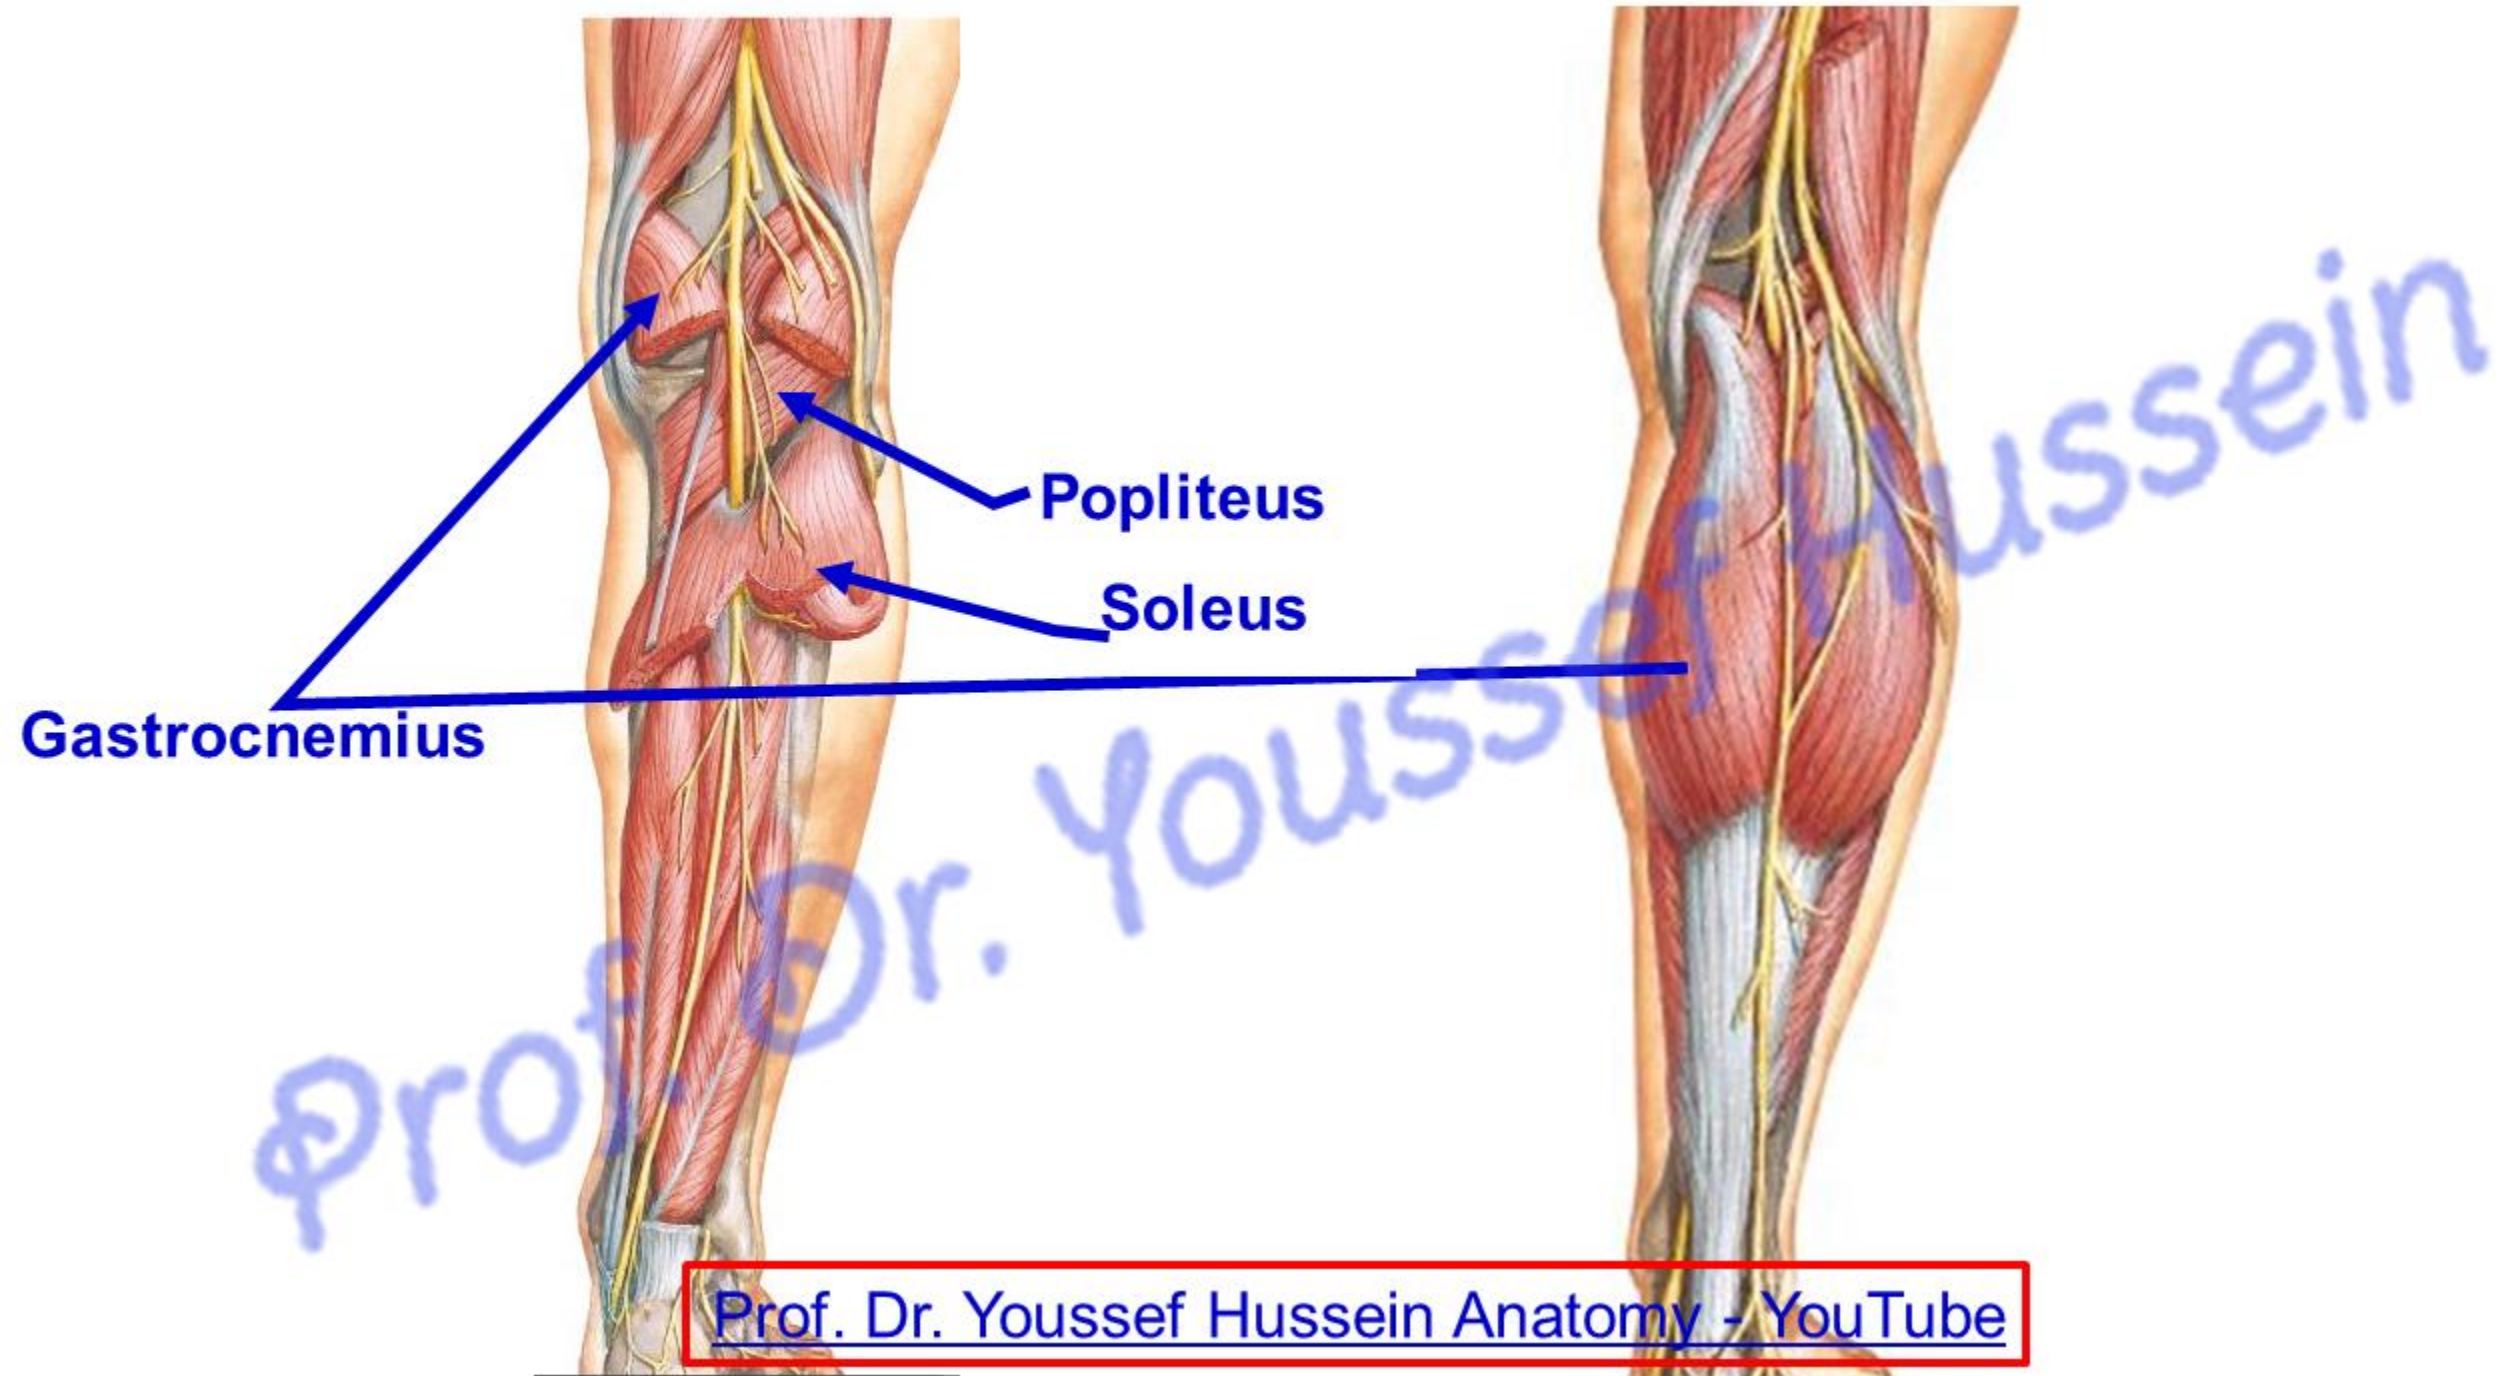 Popliteus
Soleus
Gastrocnemius
Prof. Dr. Youssef Hussein
Prof. Dr. Youssef Hussein Anatomy - YouTube